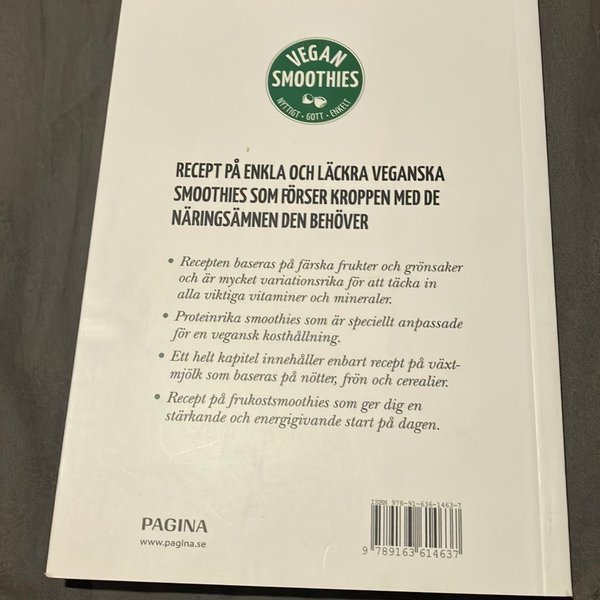 VEGAN
SMOOTHIES
NYTTIGT · GOTT · ENKELT
RECEPT PÅ ENKLA OCH LÄCKRA VEGANSKA
SMOOTHIES SOM FÖRSER KROPPEN MED DE
NÄRINGSÄMNEN DEN BEHÖVER
• Recepten baseras på färska frukter och grönsaker
och är mycket variationsrika för att täcka in
alla viktiga vitaminer och mineraler.
• Proteinrika smoothies som är speciellt anpassade
för en vegansk kosthållning.
• Ett helt kapitel innehåller enbart recept på växt-
mjölk som baseras på nötter, frön och cerealier.
• Recept på frukostsmoothies som ger dig en
stärkande och energigivande start på dagen.
PAGINA
www.pagina.se
ISBN 978-91-636-1463-7
9 789163 614637